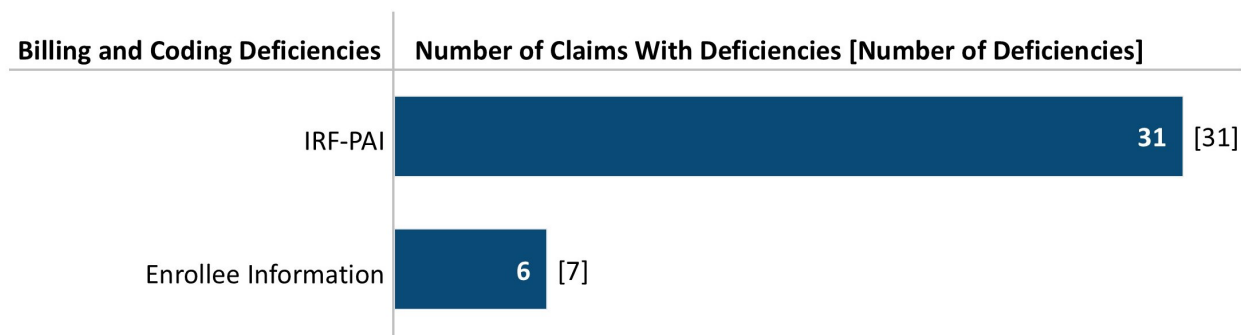 Billing and Coding Deficiencies Number of Claims With Deficiencies [Number of Deficiencies]
IRF-PAI 31 [31]
Enrollee Information 6 [7]